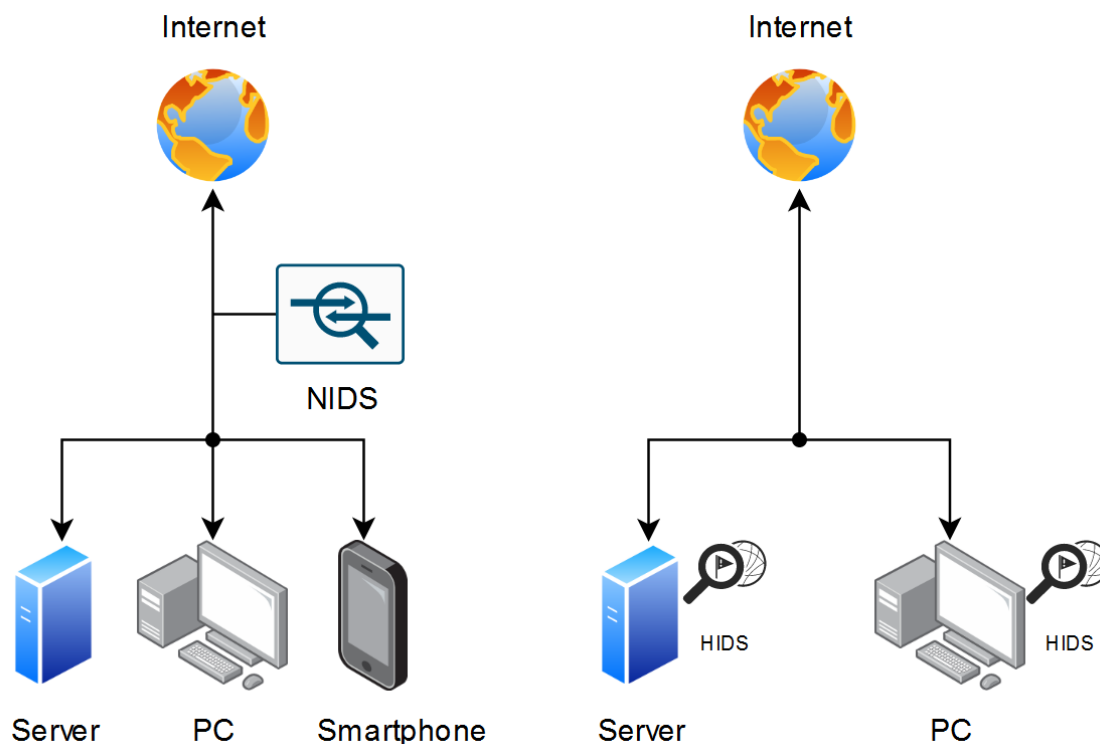 Internet
Internet
NIDS
HIDS
HIDS
Server
PC
Smartphone
Server
PC